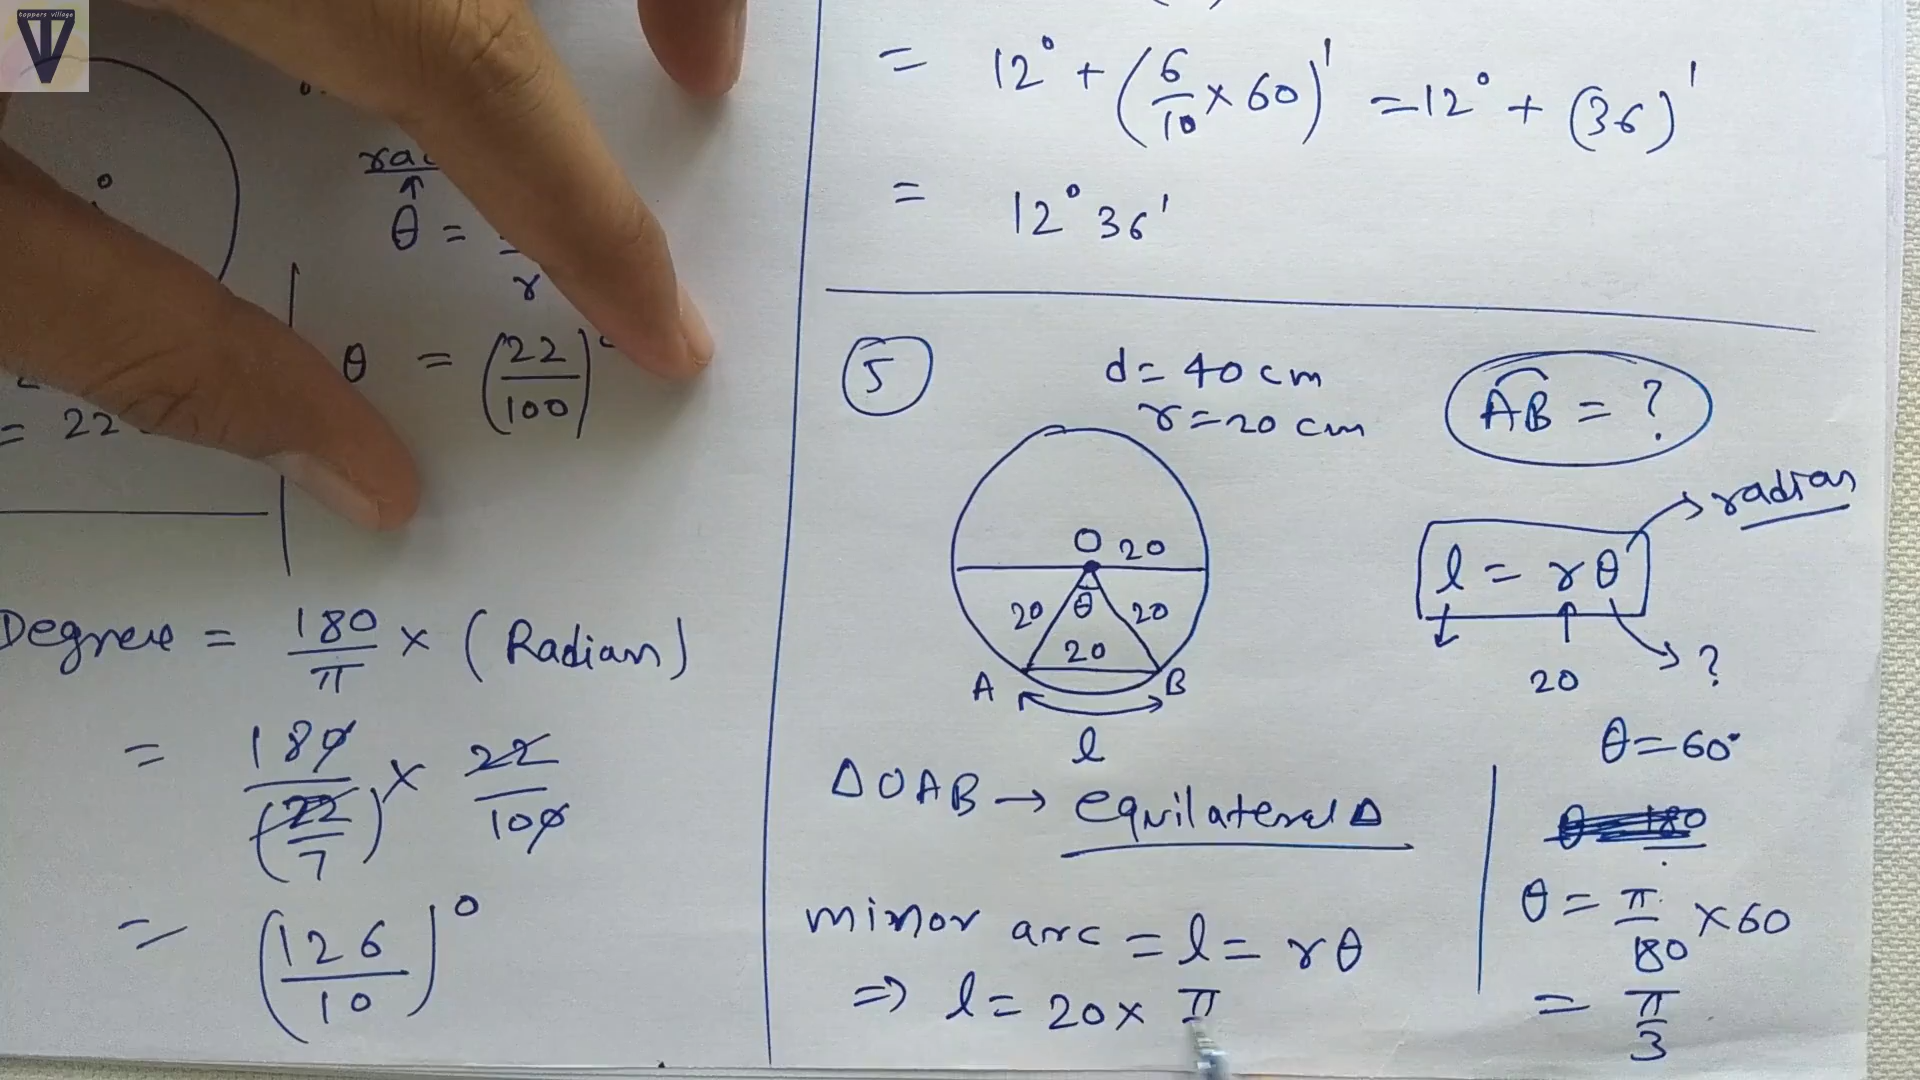 toppers village
θ =
r
θ = (22/100)
= 22
Degree = 180/π × (Radian)
= 180/(22/7) × 22/100
= (126/10)°
= 12° + (6/10 × 60)' = 12° + (36)'
= 12° 36'
5
d = 40 cm
r = 20 cm
AB = ?
radian
l = rθ
20
?
O 20
20 θ 20
20
A B
l
θ = 60°
ΔOAB → equilateral Δ
θ = π/180 × 60
= π/3
minor arc = l = rθ
⇒ l = 20 × π